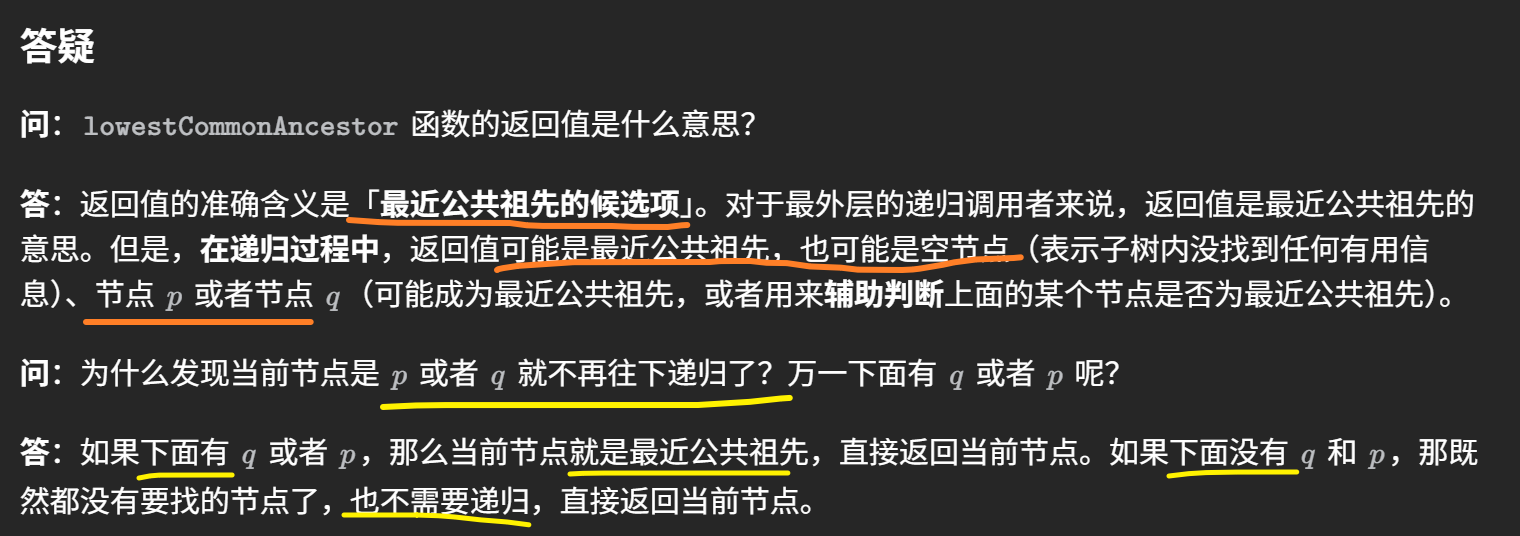 答疑
问：lowestCommonAncestor 函数的返回值是什么意思？
答：返回值的准确含义是「最近公共祖先的候选项」。对于最外层的递归调用者来说，返回值是最近公共祖先的
意思。但是，在递归过程中，返回值可能是最近公共祖先，也可能是空节点（表示子树内没找到任何有用信
息）、节点 p 或者节点 q（可能成为最近公共祖先，或者用来辅助判断上面的某个节点是否为最近公共祖先）。
问：为什么发现当前节点是 p 或者 q 就不再往下递归了？万一下面有 q 或者 p 呢？
答：如果下面有 q 或者 p，那么当前节点就是最近公共祖先，直接返回当前节点。如果下面没有 q 和 p，那既
然都没有要找的节点了，也不需要递归，直接返回当前节点。